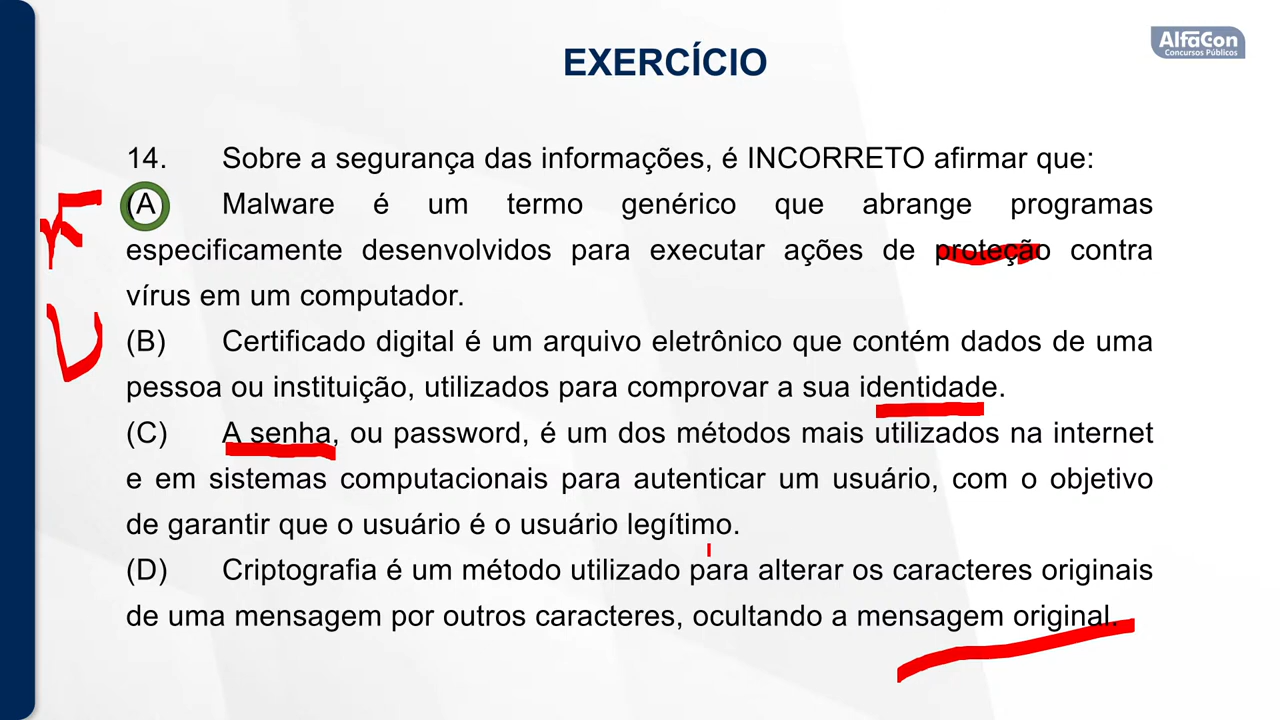 AlfaCon
Concursos Públicos
EXERCÍCIO
14. Sobre a segurança das informações, é INCORRETO afirmar que:
(A Malware é um termo genérico que abrange programas
especificamente desenvolvidos para executar ações de proteção contra
vírus em um computador.
(B) Certificado digital é um arquivo eletrônico que contém dados de uma
pessoa ou instituição, utilizados para comprovar a sua identidade.
(C) A senha, ou password, é um dos métodos mais utilizados na internet
e em sistemas computacionais para autenticar um usuário, com o objetivo
de garantir que o usuário é o usuário legítimo.
(D) Criptografia é um método utilizado para alterar os caracteres originais
de uma mensagem por outros caracteres, ocultando a mensagem original.